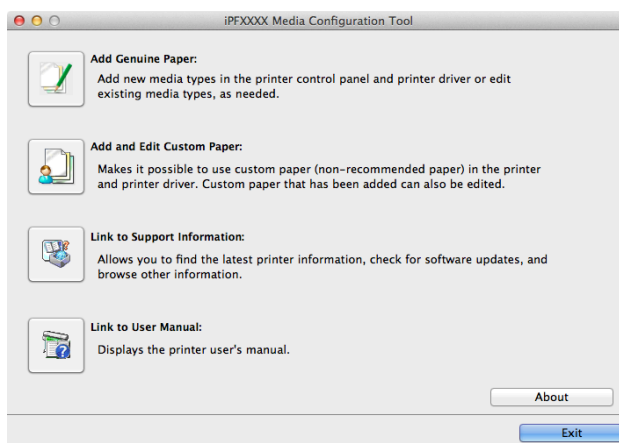 iPFXXXX Media Configuration Tool
Add Genuine Paper:
Add new media types in the printer control panel and printer driver or edit
existing media types, as needed.
Add and Edit Custom Paper:
Makes it possible to use custom paper (non-recommended paper) in the printer
and printer driver. Custom paper that has been added can also be edited.
Link to Support Information:
Allows you to find the latest printer information, check for software updates, and
browse other information.
Link to User Manual:
Displays the printer user's manual.
About
Exit